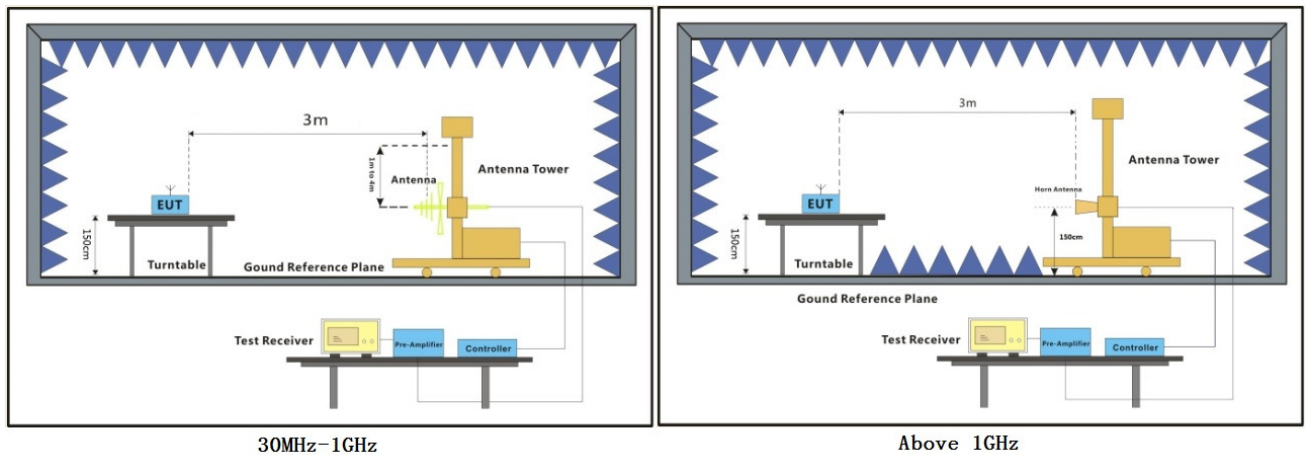 3m
1m to 4m
Antenna
Antenna Tower
EUT
150cm
Turntable
Gound Reference Plane
Test Receiver
Pre-Amplifier
Controller
30MHz-1GHz
3m
Antenna Tower
Horn Antenna
EUT
150cm
150cm
Turntable
Gound Reference Plane
Test Receiver
Pre-Amplifier
Controller
Above 1GHz